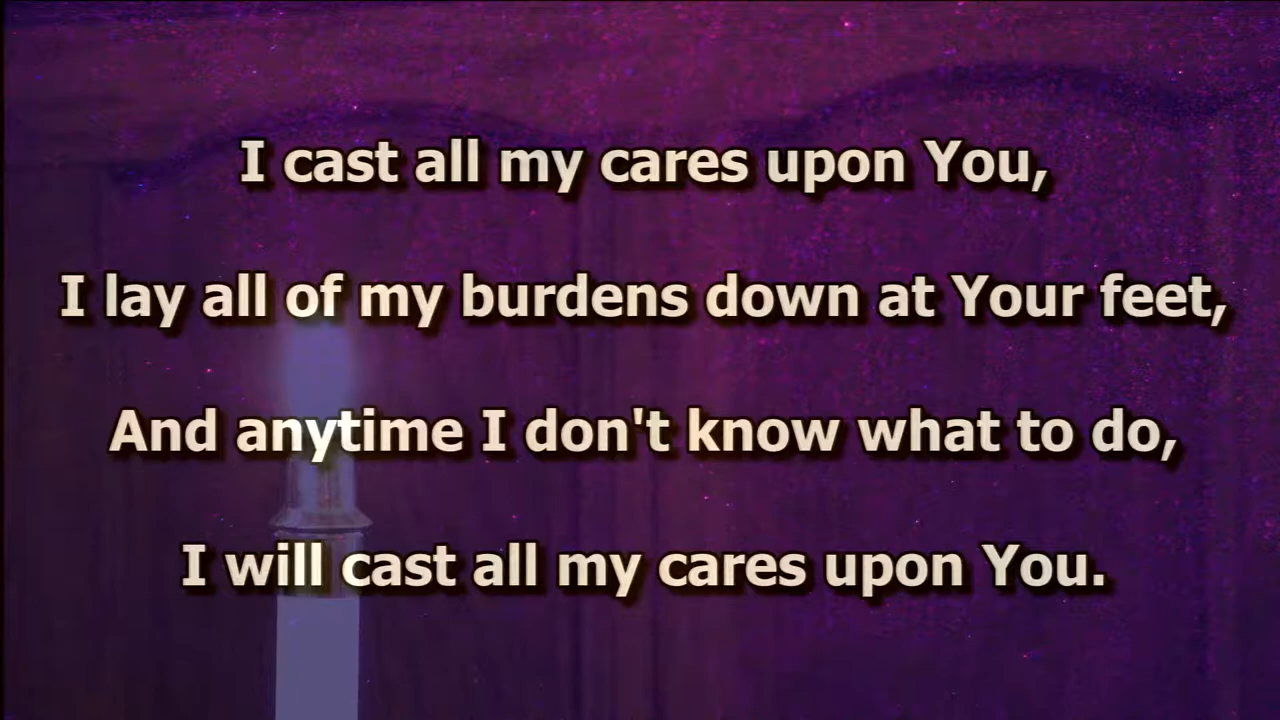 I cast all my cares upon You,
I lay all of my burdens down at Your feet,
And anytime I don't know what to do,
I will cast all my cares upon You.